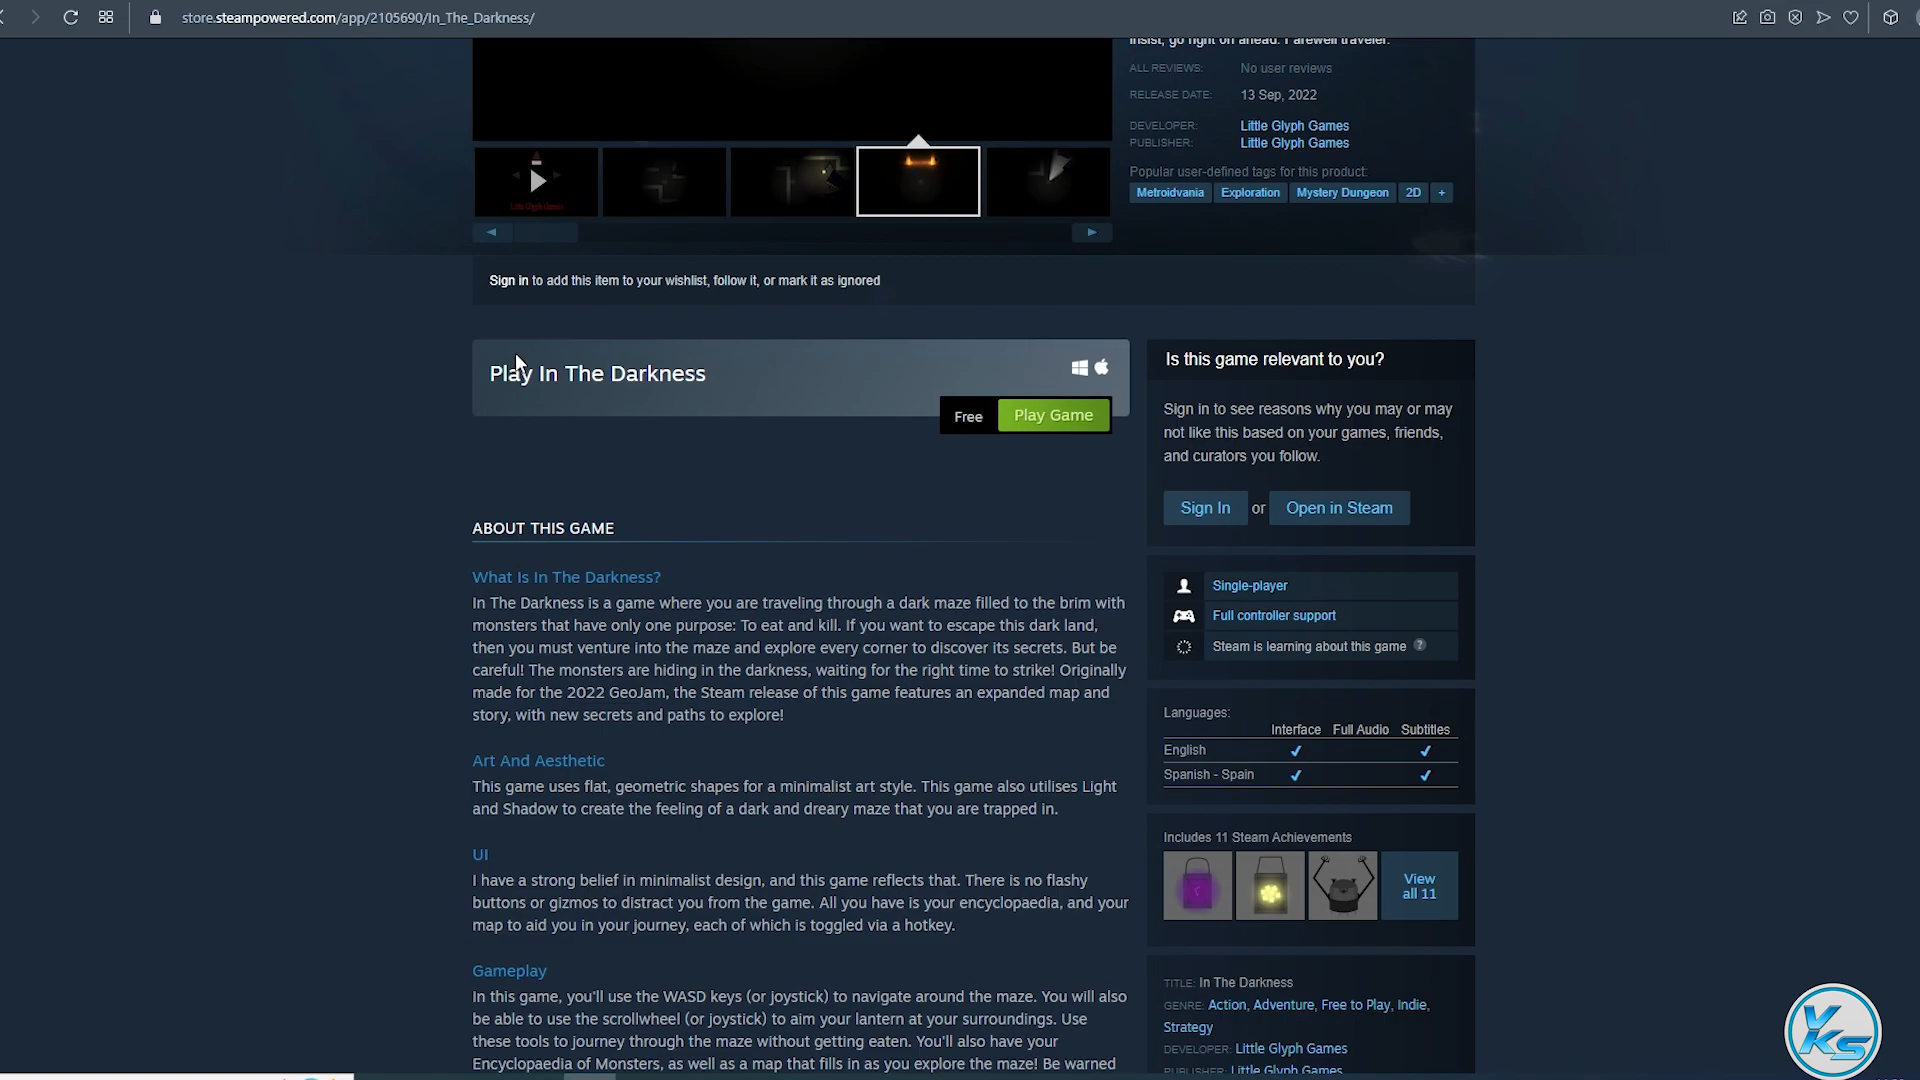 store.steampowered.com/app/2105690/In_The_Darkness/
insist, go right on ahead. Farewell traveler.
ALL REVIEWS: No user reviews
RELEASE DATE: 13 Sep, 2022
DEVELOPER: Little Glyph Games
PUBLISHER: Little Glyph Games
Popular user-defined tags for this product:
Metroidvania Exploration Mystery Dungeon 2D +
Little Glyph Games
Sign in to add this item to your wishlist, follow it, or mark it as ignored
Play In The Darkness
Free Play Game
ABOUT THIS GAME
What Is In The Darkness?
In The Darkness is a game where you are traveling through a dark maze filled to the brim with
monsters that have only one purpose: To eat and kill. If you want to escape this dark land,
then you must venture into the maze and explore every corner to discover its secrets. But be
careful! The monsters are hiding in the darkness, waiting for the right time to strike! Originally
made for the 2022 GeoJam, the Steam release of this game features an expanded map and
story, with new secrets and paths to explore!
Art And Aesthetic
This game uses flat, geometric shapes for a minimalist art style. This game also utilises Light
and Shadow to create the feeling of a dark and dreary maze that you are trapped in.
UI
I have a strong belief in minimalist design, and this game reflects that. There is no flashy
buttons or gizmos to distract you from the game. All you have is your encyclopaedia, and your
map to aid you in your journey, each of which is toggled via a hotkey.
Gameplay
In this game, you'll use the WASD keys (or joystick) to navigate around the maze. You will also
be able to use the scrollwheel (or joystick) to aim your lantern at your surroundings. Use
these tools to journey through the maze without getting eaten. You'll also have your
Encyclopaedia of Monsters, as well as a map that fills in as you explore the maze! Be warned
Is this game relevant to you?
Sign in to see reasons why you may or may
not like this based on your games, friends,
and curators you follow.
Sign In or Open in Steam
Single-player
Full controller support
Steam is learning about this game ?
Languages:
Interface Full Audio Subtitles
English ✔ ✔
Spanish - Spain ✔ ✔
Includes 11 Steam Achievements
View
all 11
TITLE: In The Darkness
GENRE: Action, Adventure, Free to Play, Indie,
Strategy
DEVELOPER: Little Glyph Games
PUBLISHER: Little Glyph Games
YKS